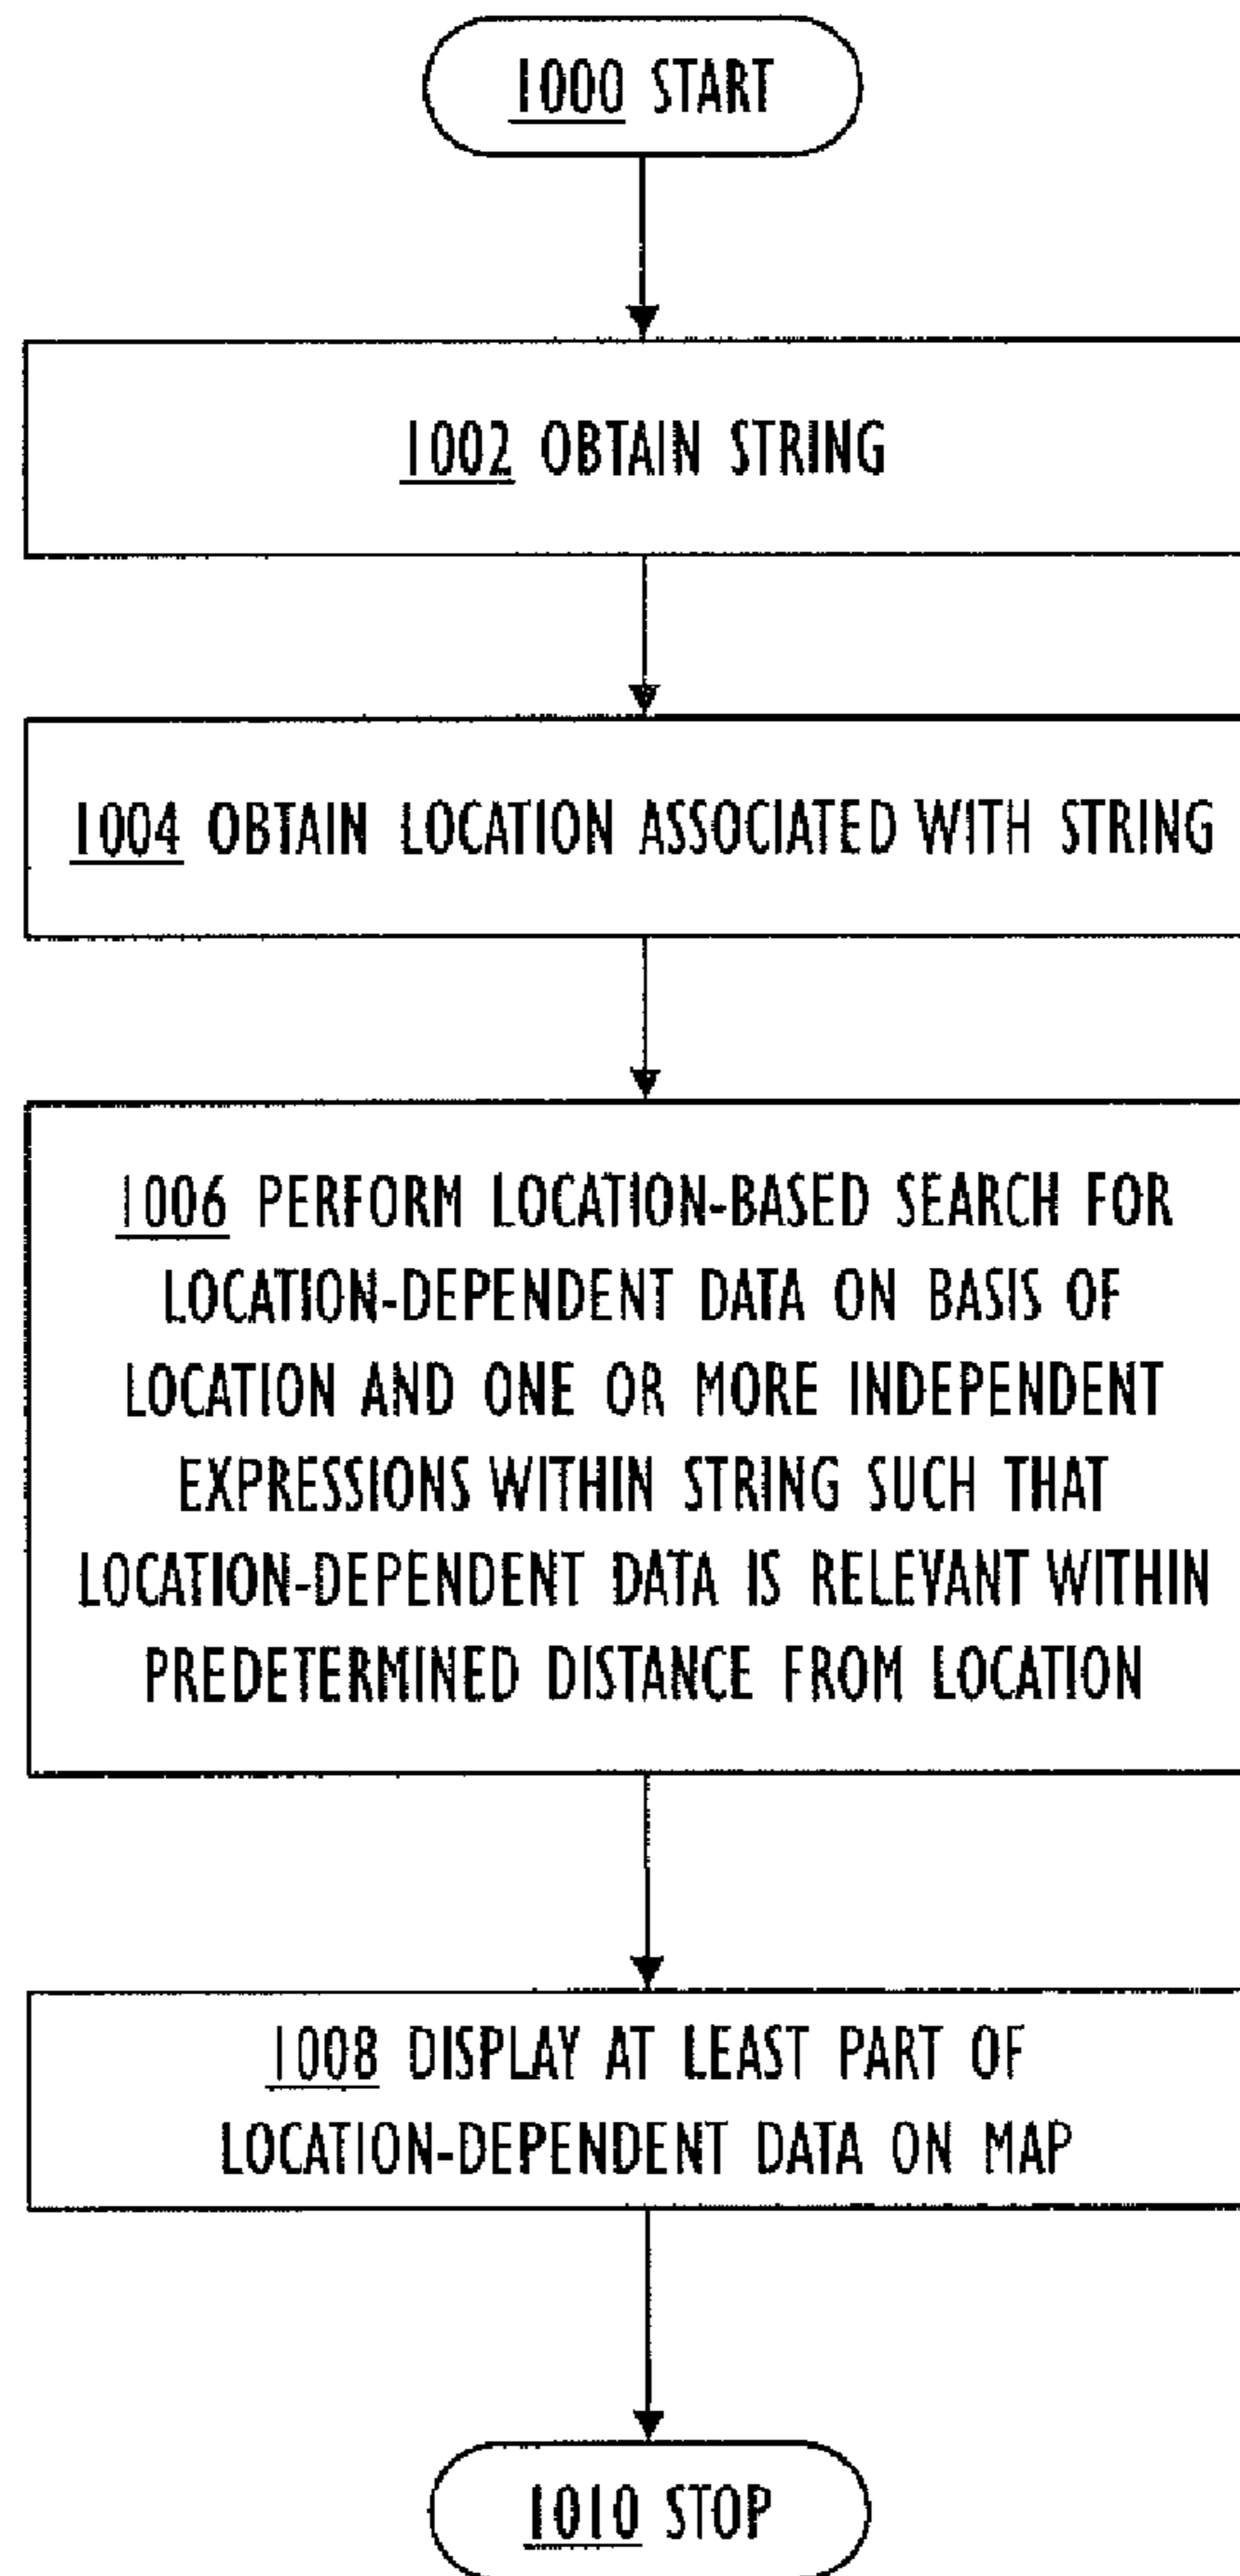 1000 START
1002 OBTAIN STRING
1004 OBTAIN LOCATION ASSOCIATED WITH STRING
1006 PERFORM LOCATION-BASED SEARCH FOR
LOCATION-DEPENDENT DATA ON BASIS OF
LOCATION AND ONE OR MORE INDEPENDENT
EXPRESSIONS WITHIN STRING SUCH THAT
LOCATION-DEPENDENT DATA IS RELEVANT WITHIN
PREDETERMINED DISTANCE FROM LOCATION
1008 DISPLAY AT LEAST PART OF
LOCATION-DEPENDENT DATA ON MAP
1010 STOP